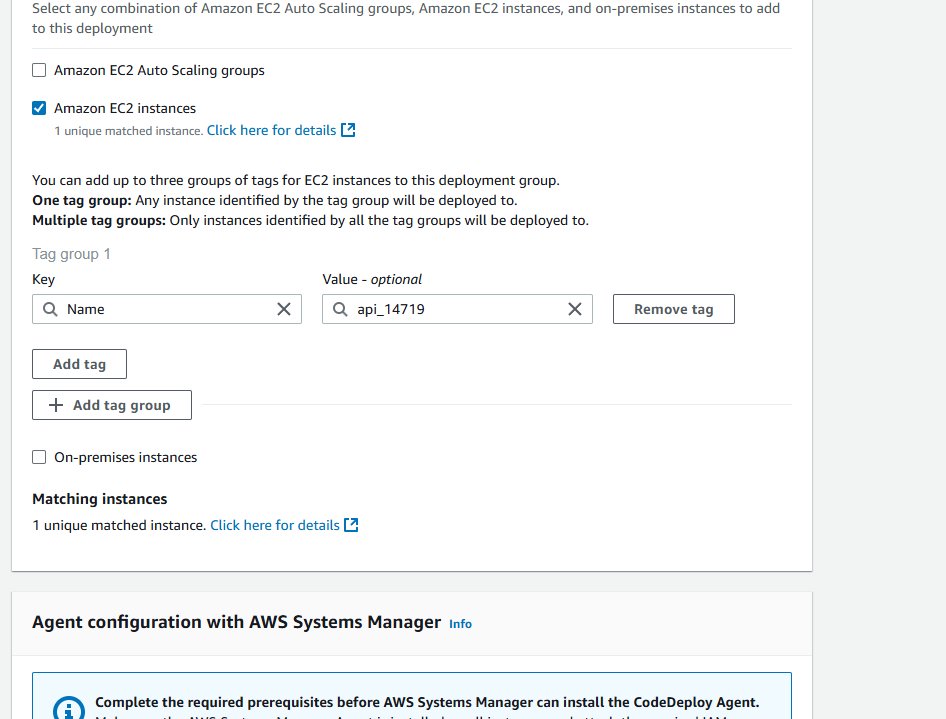 Select any combination of Amazon EC2 Auto Scaling groups, Amazon EC2 instances, and on-premises instances to add
to this deployment
Amazon EC2 Auto Scaling groups
Amazon EC2 instances
1 unique matched instance. Click here for details
You can add up to three groups of tags for EC2 instances to this deployment group.
One tag group: Any instance identified by the tag group will be deployed to.
Multiple tag groups: Only instances identified by all the tag groups will be deployed to.
Tag group 1
Key
Value - optional
Name
api_14719
Remove tag
Add tag
Add tag group
On-premises instances
Matching instances
1 unique matched instance. Click here for details
Agent configuration with AWS Systems Manager Info
Complete the required prerequisites before AWS Systems Manager can install the CodeDeploy Agent.